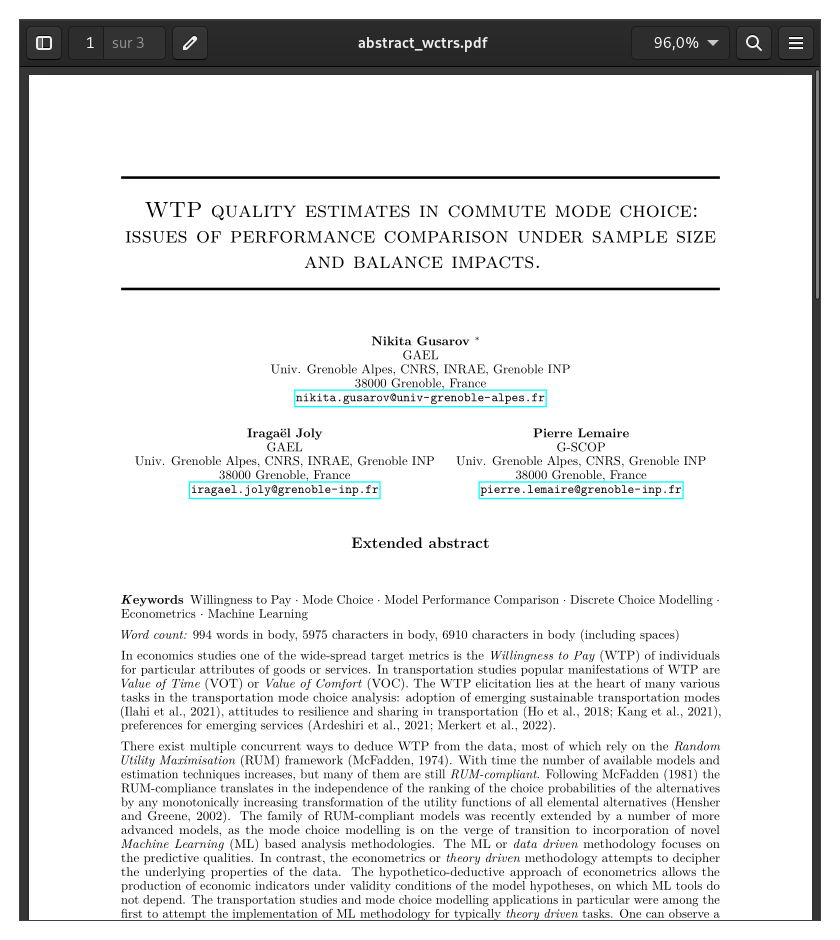 1 sur 3
abstract_wctrs.pdf
96,0%
WTP QUALITY ESTIMATES IN COMMUTE MODE CHOICE:
ISSUES OF PERFORMANCE COMPARISON UNDER SAMPLE SIZE
AND BALANCE IMPACTS.
Nikita Gusarov *
GAEL
Univ. Grenoble Alpes, CNRS, INRAE, Grenoble INP
38000 Grenoble, France
nikita.gusarov@univ-grenoble-alpes.fr
Iragaël Joly
GAEL
Univ. Grenoble Alpes, CNRS, INRAE, Grenoble INP
38000 Grenoble, France
iragael.joly@grenoble-inp.fr
Pierre Lemaire
G-SCOP
Univ. Grenoble Alpes, CNRS, Grenoble INP
38000 Grenoble, France
pierre.lemaire@grenoble-inp.fr
Extended abstract
Keywords Willingness to Pay · Mode Choice · Model Performance Comparison · Discrete Choice Modelling ·
Econometrics · Machine Learning
Word count: 994 words in body, 5975 characters in body, 6910 characters in body (including spaces)
In economics studies one of the wide-spread target metrics is the Willingness to Pay (WTP) of individuals
for particular attributes of goods or services. In transportation studies popular manifestations of WTP are
Value of Time (VOT) or Value of Comfort (VOC). The WTP elicitation lies at the heart of many various
tasks in the transportation mode choice analysis: adoption of emerging sustainable transportation modes
(Ilahi et al., 2021), attitudes to resilience and sharing in transportation (Ho et al., 2018; Kang et al., 2021),
preferences for emerging services (Ardeshiri et al., 2021; Merkert et al., 2022).
There exist multiple concurrent ways to deduce WTP from the data, most of which rely on the Random
Utility Maximisation (RUM) framework (McFadden, 1974). With time the number of available models and
estimation techniques increases, but many of them are still RUM-compliant. Following McFadden (1981) the
RUM-compliance translates in the independence of the ranking of the choice probabilities of the alternatives
by any monotonically increasing transformation of the utility functions of all elemental alternatives (Hensher
and Greene, 2002). The family of RUM-compliant models was recently extended by a number of more
advanced models, as the mode choice modelling is on the verge of transition to incorporation of novel
Machine Learning (ML) based analysis methodologies. The ML or data driven methodology focuses on
the predictive qualities. In contrast, the econometrics or theory driven methodology attempts to decipher
the underlying properties of the data. The hypothetico-deductive approach of econometrics allows the
production of economic indicators under validity conditions of the model hypotheses, on which ML tools do
not depend. The transportation studies and mode choice modelling applications in particular were among the
first to attempt the implementation of ML methodology for typically theory driven tasks. One can observe a